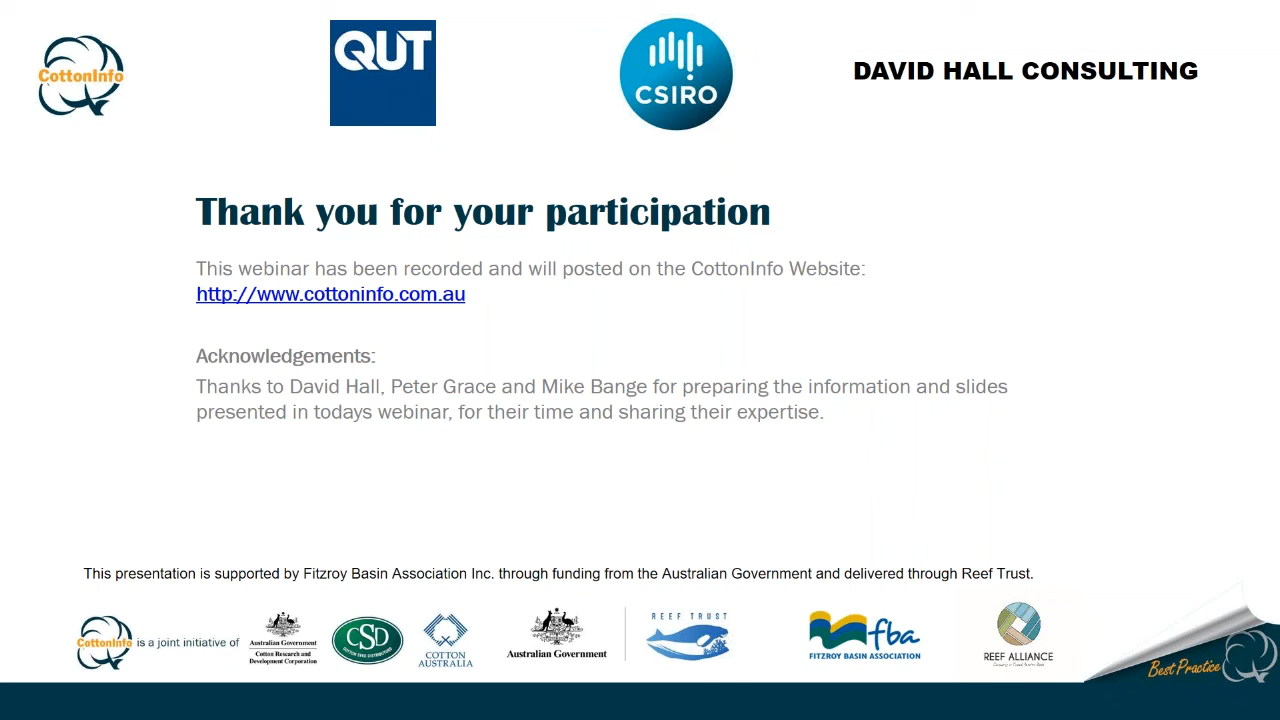 CottonInfo
QUT
CSIRO
DAVID HALL CONSULTING
Thank you for your participation
This webinar has been recorded and will posted on the CottonInfo Website:
http://www.cottoninfo.com.au
Acknowledgements:
Thanks to David Hall, Peter Grace and Mike Bange for preparing the information and slides
presented in todays webinar, for their time and sharing their expertise.
This presentation is supported by Fitzroy Basin Association Inc. through funding from the Australian Government and delivered through Reef Trust.
CottonInfo is a joint initiative of
Australian Government
Cotton Research and
Development Corporation
CSD
COTTON SEED DISTRIBUTORS
COTTON
AUSTRALIA
Australian Government
REEF TRUST
fba
FITZROY BASIN ASSOCIATION
REEF ALLIANCE
Best Practice